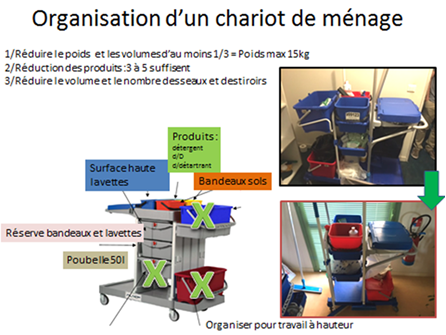 Organisation d'un chariot de ménage
1/Réduire le poids et les volumes d'au moins 1/3 = Poids max 15kg
2/Réduction des produits : 3 à 5 suffisent
3/Réduire le volume et le nombre des seaux et des tiroirs
Produits :
détergent
d/D
d/détartrant
Surface haute
lavettes
Bandeaux sols
Réserve bandeaux et lavettes
Poubelle 50l
Organiser pour travail à hauteur